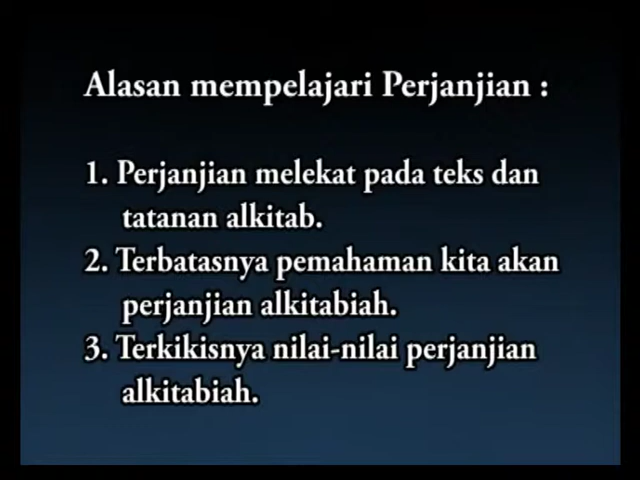 Alasan mempelajari Perjanjian :
1. Perjanjian melekat pada teks dan
tatanan alkitab.
2. Terbatasnya pemahaman kita akan
perjanjian alkitabiah.
3. Terkikisnya nilai-nilai perjanjian
alkitabiah.